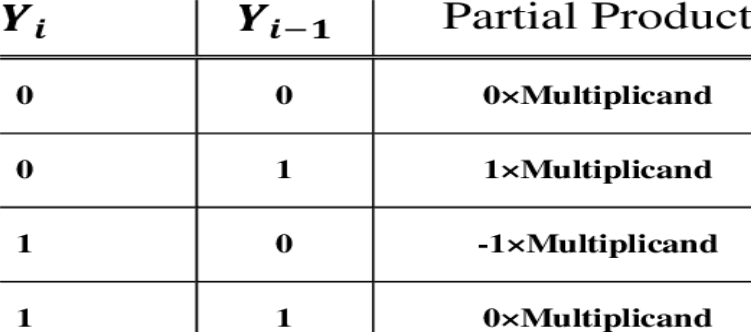 Y_i Y_{i−1} Partial Product
0 0 0×Multiplicand
0 1 1×Multiplicand
1 0 -1×Multiplicand
1 1 0×Multiplicand